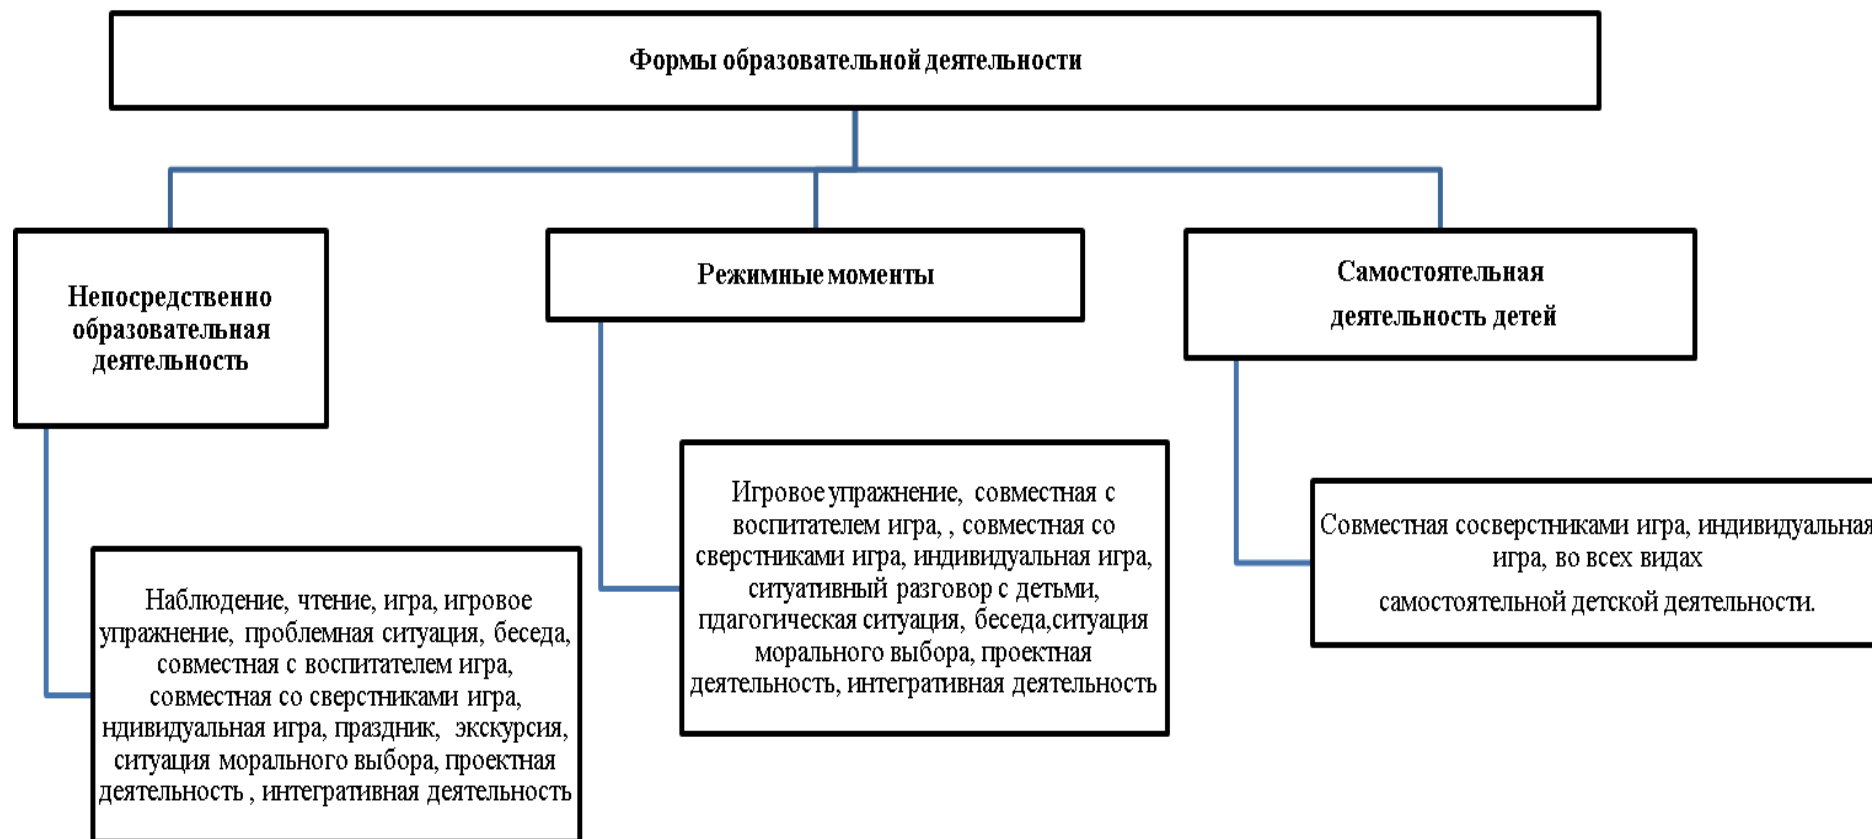 Формы образовательной деятельности
Непосредственно
образовательная
деятельность
Режимные моменты
Самостоятельная
деятельность детей
Наблюдение, чтение, игра, игровое
упражнение, проблемная ситуация, беседа,
совместная с воспитателем игра,
совместная со сверстниками игра,
ндивидуальная игра, праздник, экскурсия,
ситуация морального выбора, проектная
деятельность , интегративная деятельность
Игровое упражнение, совместная с
воспитателем игра, , совместная со
сверстниками игра, индивидуальная игра,
ситуативный разговор с детьми,
пдагогическая ситуация, беседа,ситуация
морального выбора, проектная
деятельность, интегративная деятельность
Совместная сосверстниками игра, индивидуальная
игра, во всех видах
самостоятельной детской деятельности.